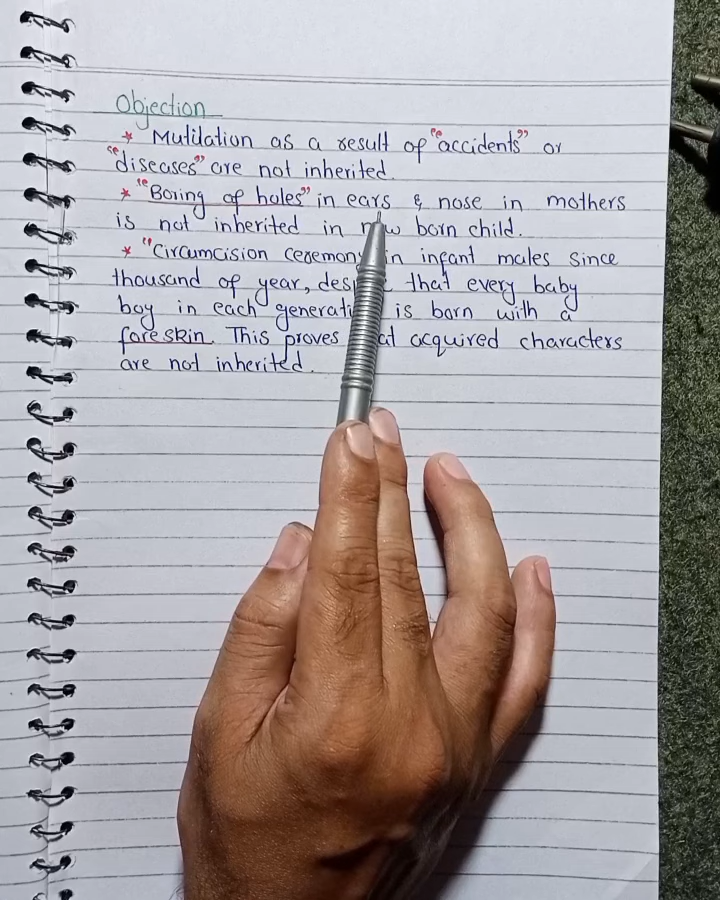 Objection
* Mutilation as a result of "accidents" or
"diseases" are not inherited.
* "Boring of holes" in ears & nose in mothers
is not inherited in new born child.
* "Circumcision ceremony in infant males since
thousand of year, that every baby
boy in each is born with a
foreskin. This proves acquired characters
are not inherited.